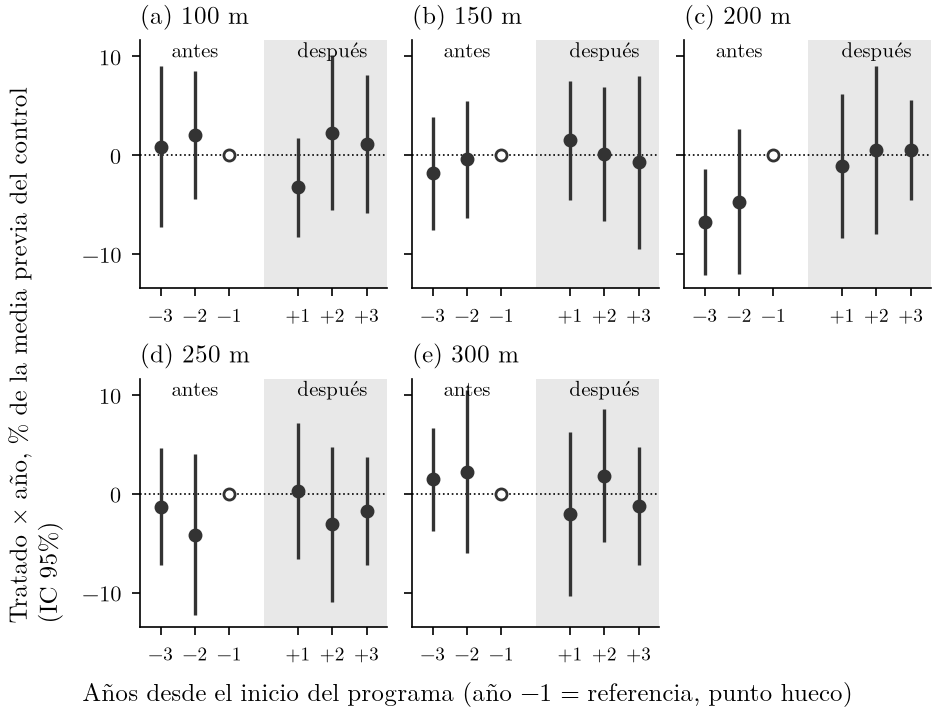 (a) 100 m
(b) 150 m
(c) 200 m
antes
después
antes
después
antes
después
10
0
−10
−3 −2 −1 +1 +2 +3
−3 −2 −1 +1 +2 +3
−3 −2 −1 +1 +2 +3
(d) 250 m
(e) 300 m
antes
después
antes
después
10
0
−10
−3 −2 −1 +1 +2 +3
−3 −2 −1 +1 +2 +3
Tratado × año, % de la media previa del control
(IC 95%)
Años desde el inicio del programa (año −1 = referencia, punto hueco)